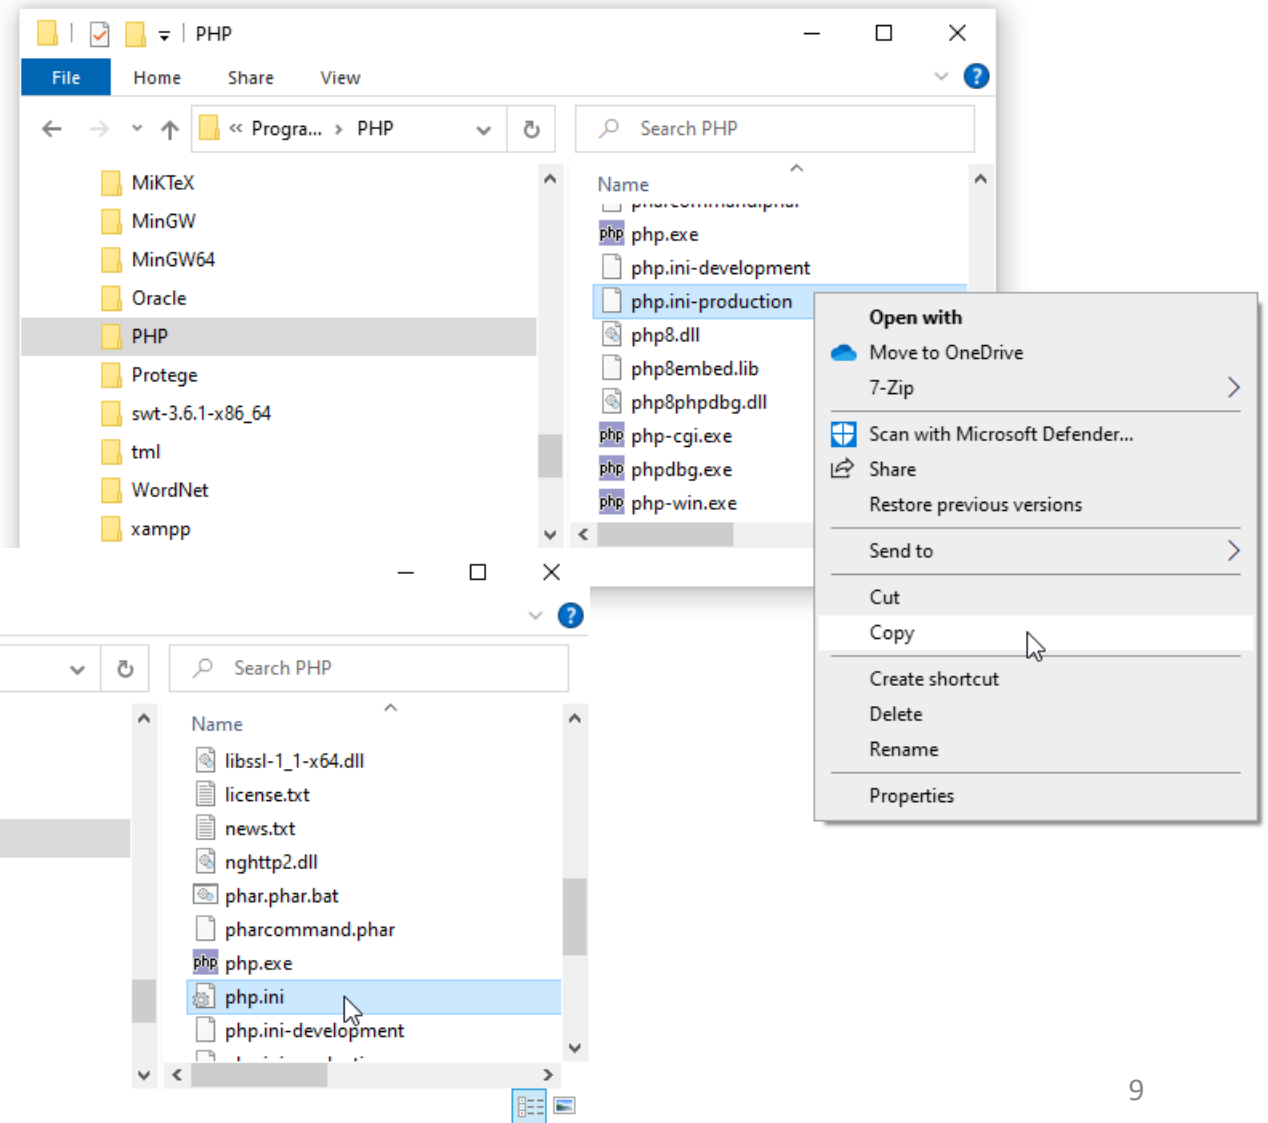 PHP
File Home Share View
« Progra... › PHP
Search PHP
MiKTeX
MinGW
MinGW64
Oracle
PHP
Protege
swt-3.6.1-x86_64
tml
WordNet
xampp
Name
pharcommand.phar
php.exe
php.ini-development
php.ini-production
php8.dll
php8embed.lib
php8phpdbg.dll
php-cgi.exe
phpdbg.exe
php-win.exe
Open with
Move to OneDrive
7-Zip
Scan with Microsoft Defender...
Share
Restore previous versions
Send to
Cut
Copy
Create shortcut
Delete
Rename
Properties
Search PHP
Name
libssl-1_1-x64.dll
license.txt
news.txt
nghttp2.dll
phar.phar.bat
pharcommand.phar
php.exe
php.ini
php.ini-development
9